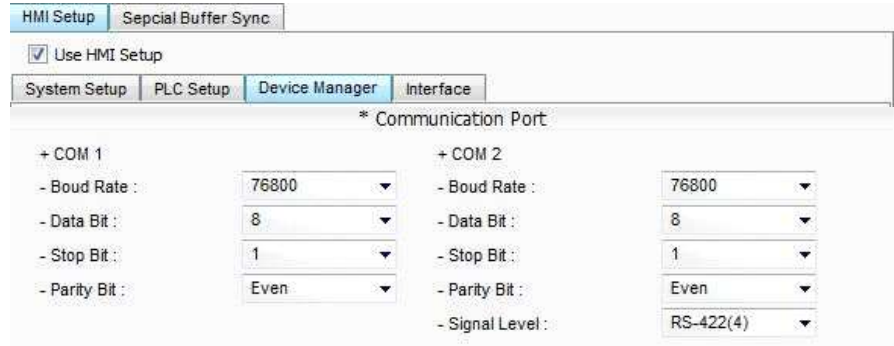 HMI Setup Sepcial Buffer Sync
Use HMI Setup
System Setup PLC Setup Device Manager Interface
* Communication Port
+ COM 1 + COM 2
- Boud Rate : 76800 - Boud Rate : 76800
- Data Bit : 8 - Data Bit : 8
- Stop Bit : 1 - Stop Bit : 1
- Parity Bit : Even - Parity Bit : Even
- Signal Level : RS-422(4)